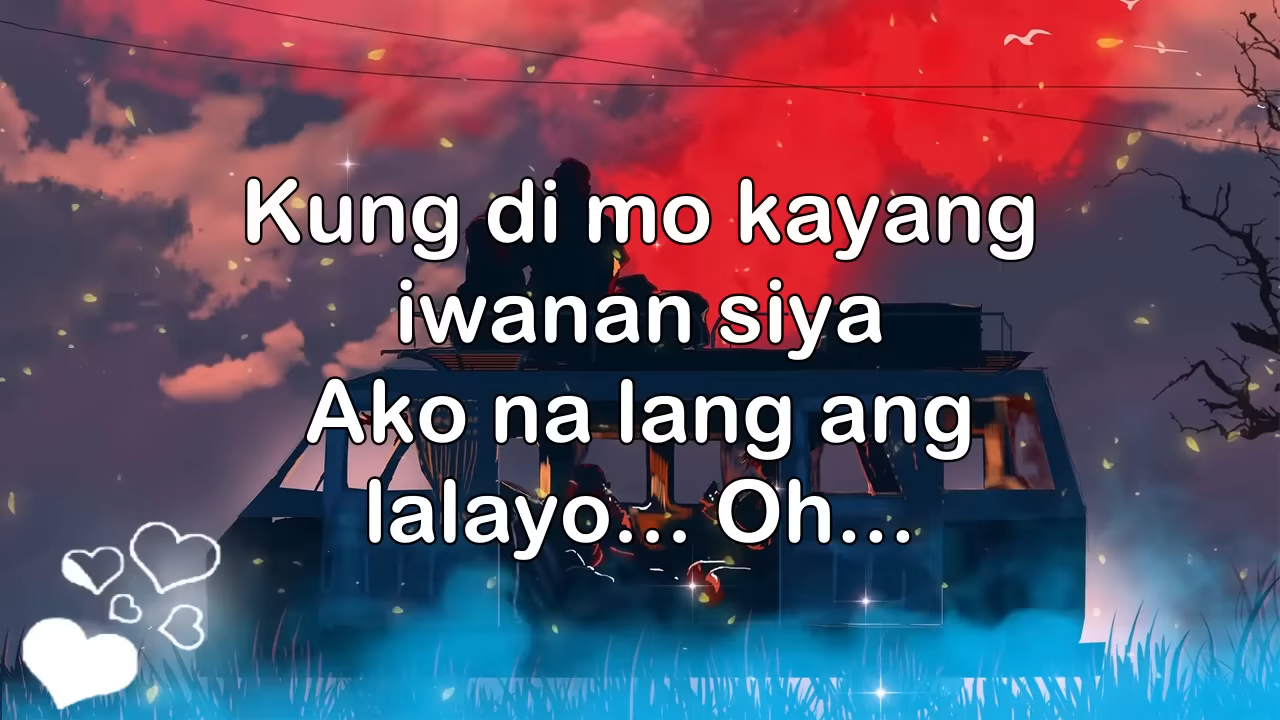 Kung di mo kayang
iwanan siya
Ako na lang ang
lalayo... Oh...